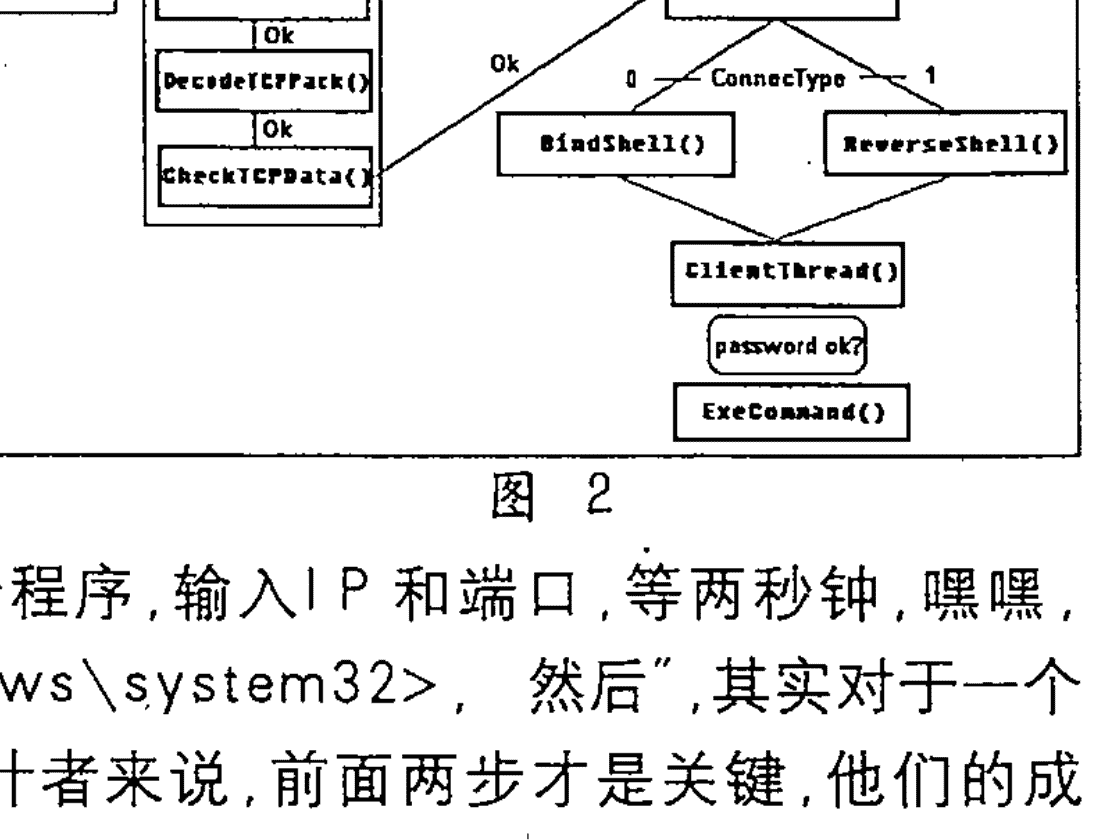 Ok
DecodeTCPPack()
Ok
CheckTCPData()
Ok
0 ConnecType 1
BindShell()
ReverseShell()
ClientThread()
password ok?
ExeCommand()
图 2
程序,输入IP和端口,等两秒钟,嘿嘿,
ws\system32>, 然后",其实对于一个
计者来说,前面两步才是关键,他们的成